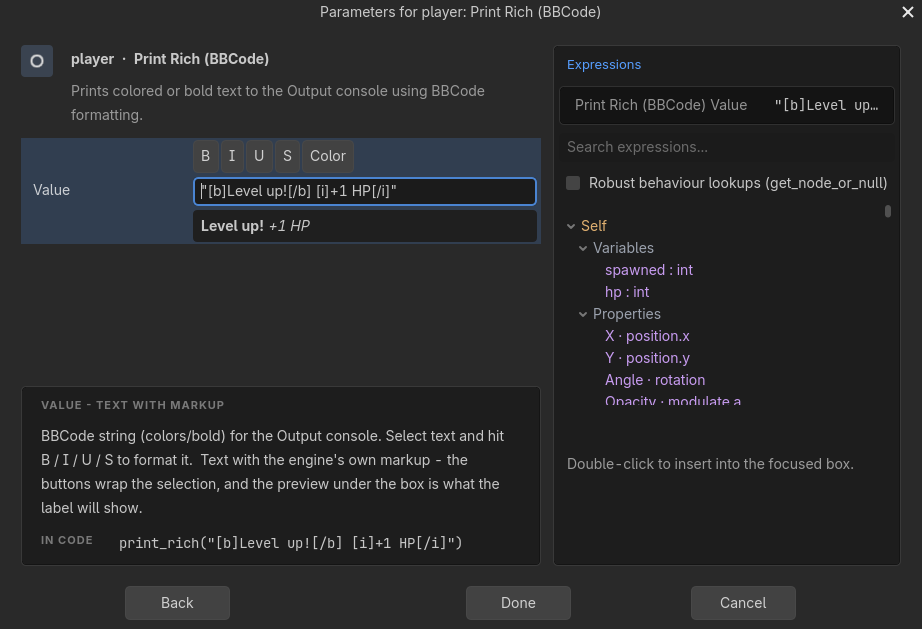 Parameters for player: Print Rich (BBCode)
player · Print Rich (BBCode)
Prints colored or bold text to the Output console using BBCode
formatting.
B I U S Color
Value
"[b]Level up![/b] [i]+1 HP[/i]"
Level up! +1 HP
VALUE - TEXT WITH MARKUP
BBCode string (colors/bold) for the Output console. Select text and hit
B / I / U / S to format it.  Text with the engine's own markup - the
buttons wrap the selection, and the preview under the box is what the
label will show.
IN CODE print_rich("[b]Level up![/b] [i]+1 HP[/i]")
Expressions
Print Rich (BBCode) Value "[b]Level up…
Search expressions...
Robust behaviour lookups (get_node_or_null)
Self
Variables
spawned : int
hp : int
Properties
X · position.x
Y · position.y
Angle · rotation
Opacity · modulate.a
Double-click to insert into the focused box.
Back Done Cancel